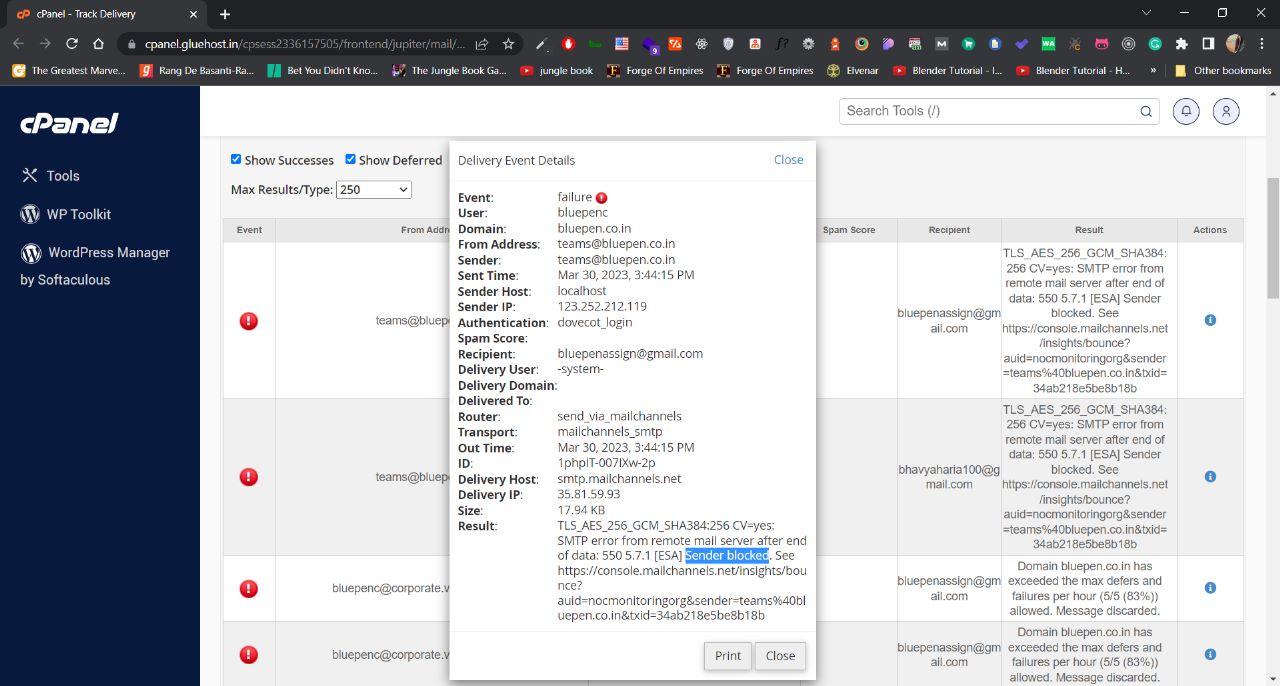 cPanel - Track Delivery
cpanel.gluehost.in/cpsess2336157505/frontend/jupiter/mail/...
The Greatest Marve... Rang De Basanti-Ra... Bet You Didn't Kno... The Jungle Book Ga... jungle book Forge Of Empires Forge Of Empires Elvenar Blender Tutorial - I... Blender Tutorial - H... » Other bookmarks
cPanel
Search Tools (/)
Tools
WP Toolkit
WordPress Manager
by Softaculous
Show Successes Show Deferred
Max Results/Type: 250
Event From Addr Spam Score Recipient Result Actions
teams@bluep
bluepenassign@gm
ail.com
TLS_AES_256_GCM_SHA384:
256 CV=yes: SMTP error from
remote mail server after end of
data: 550 5.7.1 [ESA] Sender
blocked. See
https://console.mailchannels.net
/insights/bounce?
auid=nocmonitoringorg&sender
=teams%40bluepen.co.in&txid=
34ab218e5be8b18b
teams@bluep
bhavyaharia100@g
mail.com
TLS_AES_256_GCM_SHA384:
256 CV=yes: SMTP error from
remote mail server after end of
data: 550 5.7.1 [ESA] Sender
blocked. See
https://console.mailchannels.net
/insights/bounce?
auid=nocmonitoringorg&sender
=teams%40bluepen.co.in&txid=
34ab218e5be8b18b
bluepenc@corporate.v
bluepenassign@gm
ail.com
Domain bluepen.co.in has
exceeded the max defers and
failures per hour (5/5 (83%))
allowed. Message discarded.
bluepenc@corporate.v
bluepenassign@gm
ail.com
Domain bluepen.co.in has
exceeded the max defers and
failures per hour (5/5 (83%))
allowed. Message discarded.
Delivery Event Details Close
Event: failure
User: bluepenc
Domain: bluepen.co.in
From Address: teams@bluepen.co.in
Sender: teams@bluepen.co.in
Sent Time: Mar 30, 2023, 3:44:15 PM
Sender Host: localhost
Sender IP: 123.252.212.119
Authentication: dovecot_login
Spam Score:
Recipient: bluepenassign@gmail.com
Delivery User: -system-
Delivery Domain:
Delivered To:
Router: send_via_mailchannels
Transport: mailchannels_smtp
Out Time: Mar 30, 2023, 3:44:15 PM
ID: 1phpIT-007IXw-2p
Delivery Host: smtp.mailchannels.net
Delivery IP: 35.81.59.93
Size: 17.94 KB
Result: TLS_AES_256_GCM_SHA384:256 CV=yes:
SMTP error from remote mail server after end
of data: 550 5.7.1 [ESA] Sender blocked. See
https://console.mailchannels.net/insights/bou
nce?
auid=nocmonitoringorg&sender=teams%40bl
uepen.co.in&txid=34ab218e5be8b18b
Print Close